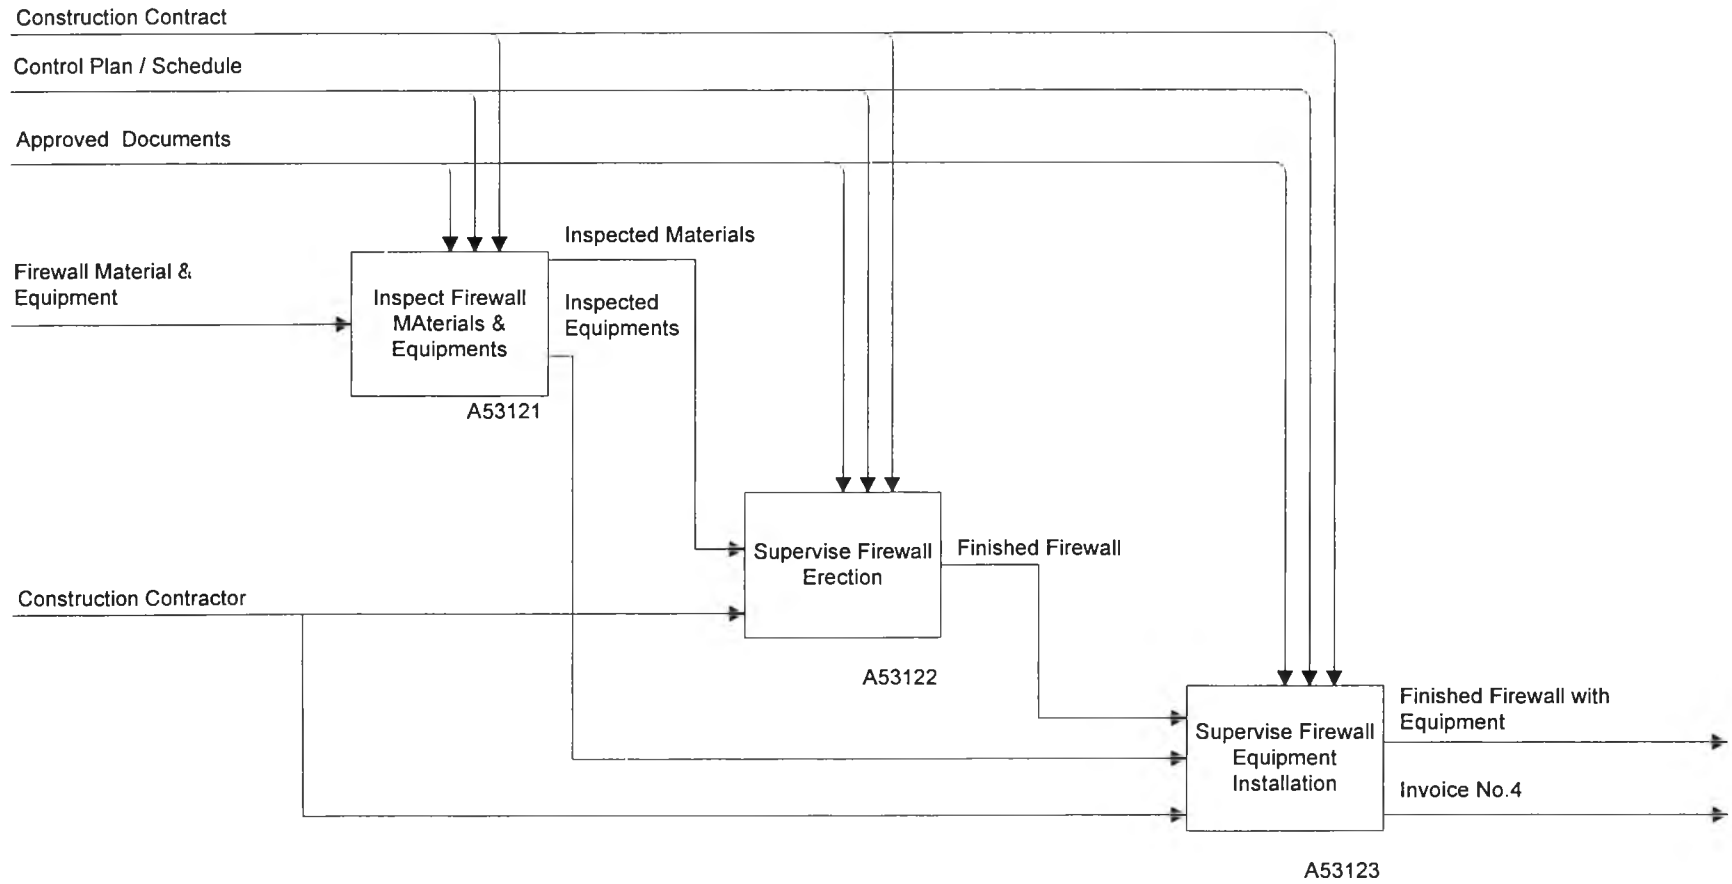 Construction Contract
Control Plan / Schedule
Approved Documents
Inspected Materials
Firewall Material &
Equipment
Inspect Firewall
MAterials &
Equipments
Inspected
Equipments
A53121
Supervise Firewall
Erection
Finished Firewall
Construction Contractor
A53122
Supervise Firewall
Equipment
Installation
Finished Firewall with
Equipment
Invoice No.4
A53123